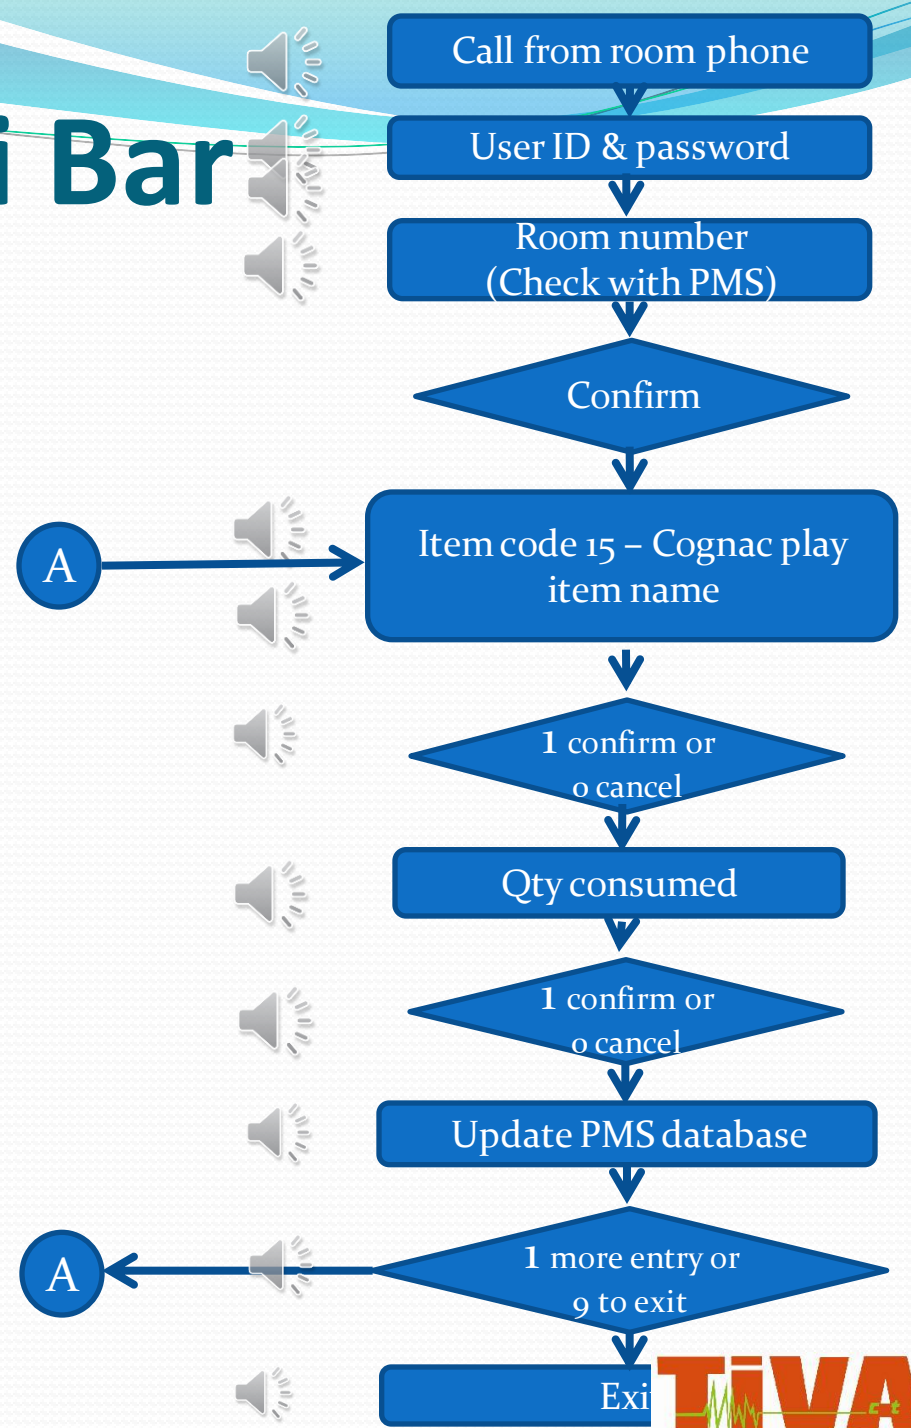 Call from room phone
i Bar
User ID & password
Room number
(Check with PMS)
Confirm
A
Item code 15 – Cognac play
item name
1 confirm or
0 cancel
Qty consumed
1 confirm or
0 cancel
Update PMS database
A
1 more entry or
9 to exit
Exi
TiVA